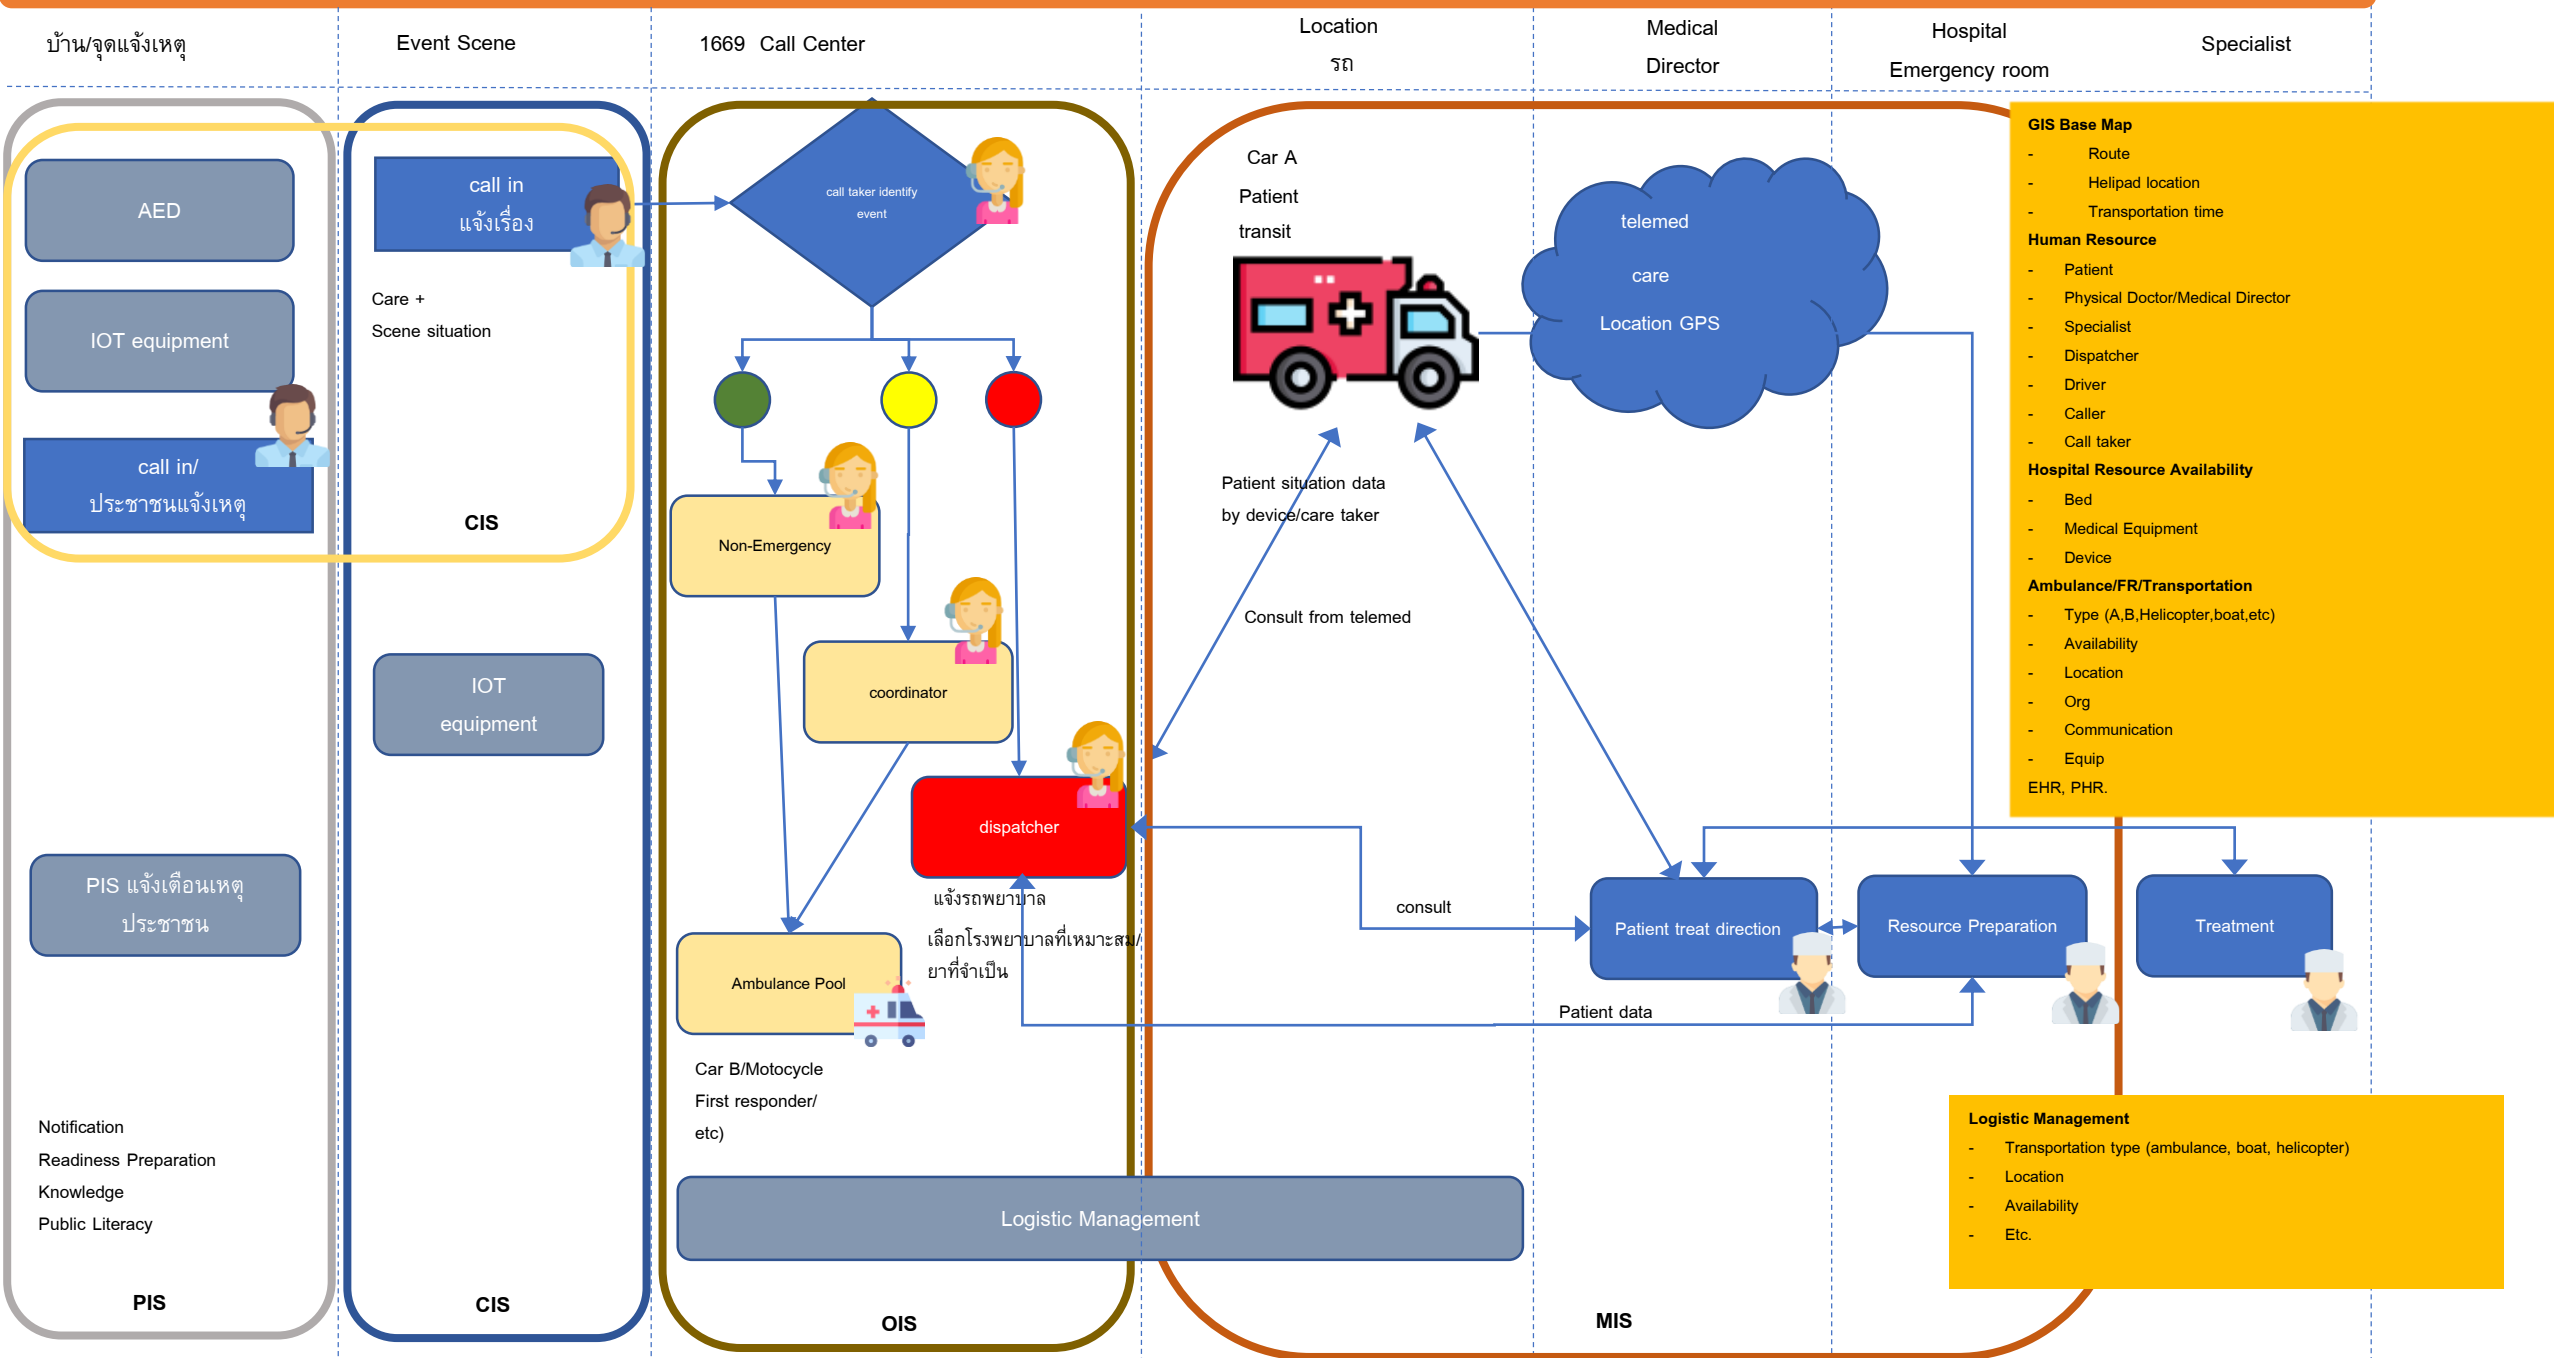 บ้าน/จุดแจ้งเหตุ
Event Scene
1669 Call Center
Location
รถ
Medical
Director
Hospital
Emergency room
Specialist
AED
IOT equipment
call in/
ประชาชนแจ้งเหตุ
PIS แจ้งเตือนเหตุ
ประชาชน
Notification
Readiness Preparation
Knowledge
Public Literacy
PIS
call in
แจ้งเรื่อง
Care +
Scene situation
CIS
IOT
equipment
CIS
call taker identify
event
Non-Emergency
coordinator
dispatcher
แจ้งรถพยาบาล
เลือกโรงพยาบาลที่เหมาะสม/
ยาที่จำเป็น
Ambulance Pool
Car B/Motocycle
First responder/
etc)
Logistic Management
OIS
Car A
Patient
transit
telemed
care
Location GPS
Patient situation data
by device/care taker
Consult from telemed
consult
Patient treat direction
Resource Preparation
Treatment
Patient data
MIS
GIS Base Map
- Route
- Helipad location
- Transportation time
Human Resource
- Patient
- Physical Doctor/Medical Director
- Specialist
- Dispatcher
- Driver
- Caller
- Call taker
Hospital Resource Availability
- Bed
- Medical Equipment
- Device
Ambulance/FR/Transportation
- Type (A,B,Helicopter,boat,etc)
- Availability
- Location
- Org
- Communication
- Equip
EHR, PHR.
Logistic Management
- Transportation type (ambulance, boat, helicopter)
- Location
- Availability
- Etc.